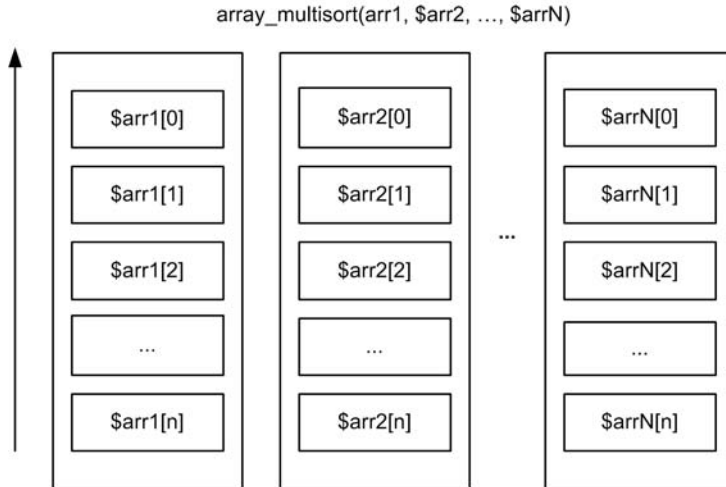 array_multisort(arr1, $arr2, ..., $arrN)
$arr1[0] $arr2[0] $arrN[0]
$arr1[1] $arr2[1] $arrN[1]
...
$arr1[2] $arr2[2] $arrN[2]
... ... ...
$arr1[n] $arr2[n] $arrN[n]